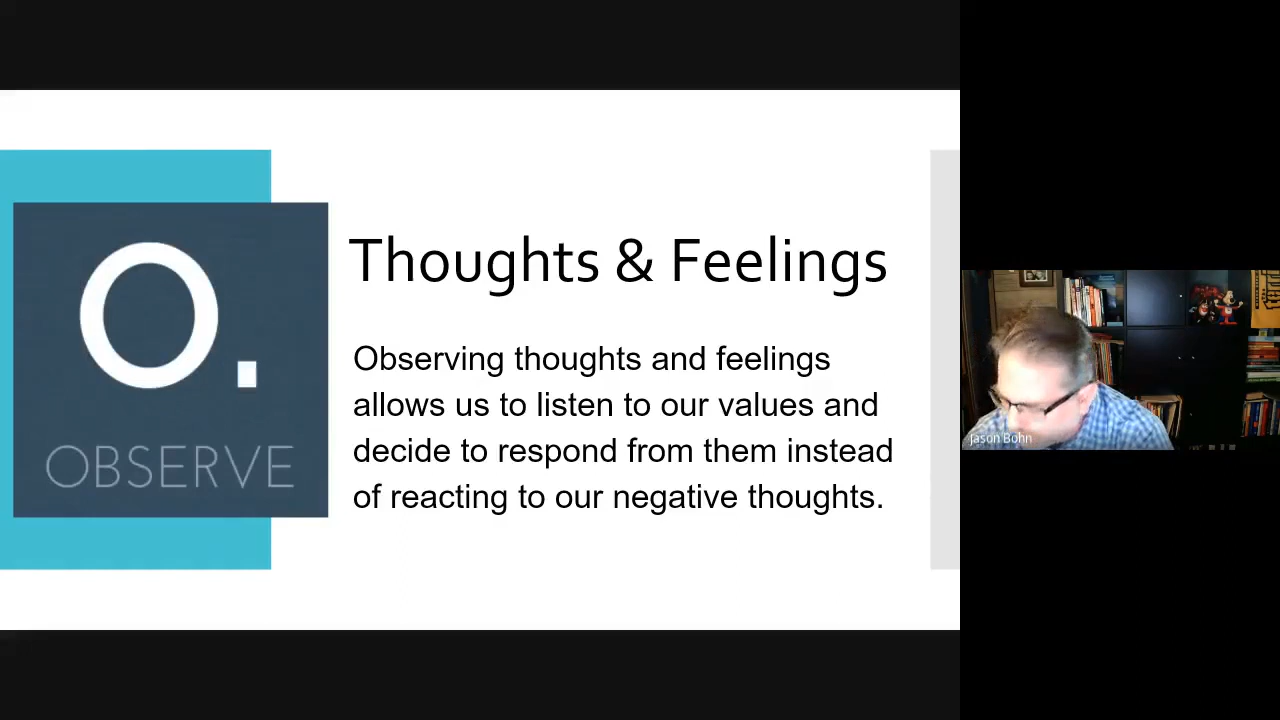 O.
OBSERVE
Thoughts & Feelings
Observing thoughts and feelings
allows us to listen to our values and
decide to respond from them instead
of reacting to our negative thoughts.
Jason Bohn